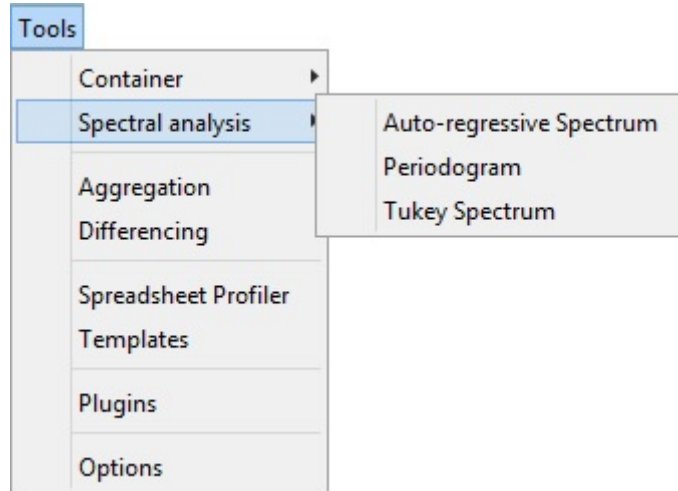 Tools
Container
Spectral analysis
Auto-regressive Spectrum
Periodogram
Tukey Spectrum
Aggregation
Differencing
Spreadsheet Profiler
Templates
Plugins
Options